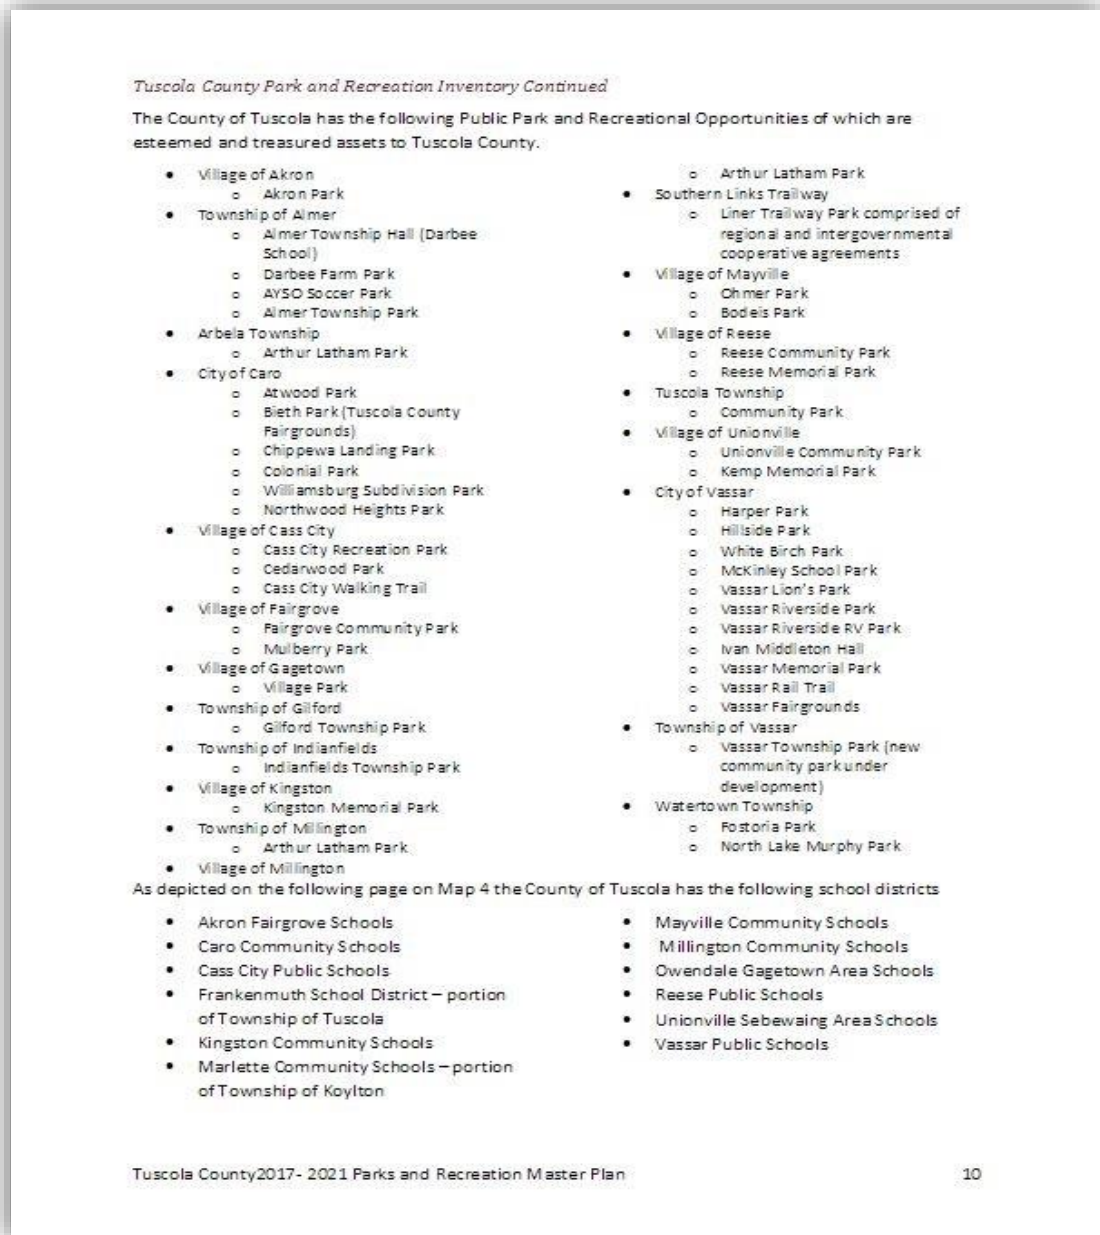 Tuscola County Park and Recreation Inventory Continued
The County of Tuscola has the following Public Park and Recreational Opportunities of which are
esteemed and treasured assets to Tuscola County.
• Village of Akron
o Akron Park
• Township of Almer
o Almer Township Hall (Darbee
School)
o Darbee Farm Park
o AYSO Soccer Park
o Almer Township Park
• Arbela Township
o Arthur Latham Park
• City of Caro
o Atwood Park
o Bieth Park (Tuscola County
Fairgrounds)
o Chippewa Landing Park
o Colonial Park
o Williamsburg Subdivision Park
o Northwood Heights Park
• Village of Cass City
o Cass City Recreation Park
o Cedarwood Park
o Cass City Walking Trail
• Village of Fairgrove
o Fairgrove Community Park
o Mulberry Park
• Village of Gagetown
o Village Park
• Township of Gilford
o Gilford Township Park
• Township of Indianfields
o Indianfields Township Park
• Village of Kingston
o Kingston Memorial Park
• Township of Millington
o Arthur Latham Park
• Village of Millington
o Arthur Latham Park
• Southern Links Trailway
o Liner Trailway Park comprised of
regional and intergovernmental
cooperative agreements
• Village of Mayville
o Ohmer Park
o Bodeis Park
• Village of Reese
o Reese Community Park
o Reese Memorial Park
• Tuscola Township
o Community Park
• Village of Unionville
o Unionville Community Park
o Kemp Memorial Park
• City of Vassar
o Harper Park
o Hillside Park
o White Birch Park
o McKinley School Park
o Vassar Lion's Park
o Vassar Riverside Park
o Vassar Riverside RV Park
o Ivan Middleton Hall
o Vassar Memorial Park
o Vassar Rail Trail
o Vassar Fairgrounds
• Township of Vassar
o Vassar Township Park (new
community park under
development)
• Watertown Township
o Fostoria Park
o North Lake Murphy Park
As depicted on the following page on Map 4 the County of Tuscola has the following school districts
• Akron Fairgrove Schools
• Caro Community Schools
• Cass City Public Schools
• Frankenmuth School District – portion
of Township of Tuscola
• Kingston Community Schools
• Marlette Community Schools – portion
of Township of Koylton
• Mayville Community Schools
• Millington Community Schools
• Owendale Gagetown Area Schools
• Reese Public Schools
• Unionville Sebewaing Area Schools
• Vassar Public Schools
Tuscola County2017- 2021 Parks and Recreation Master Plan 10